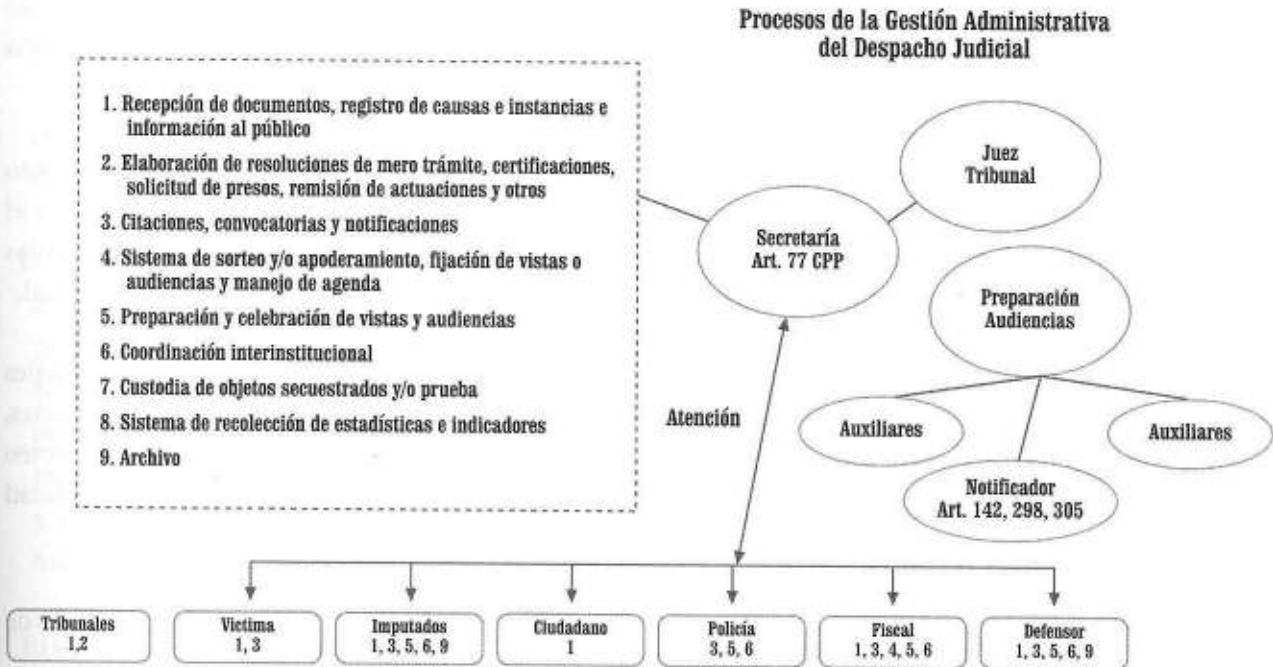 Procesos de la Gestión Administrativa
del Despacho Judicial
1. Recepción de documentos, registro de causas e instancias e
información al público
2. Elaboración de resoluciones de mero trámite, certificaciones,
solicitud de presos, remisión de actuaciones y otros
3. Citaciones, convocatorias y notificaciones
4. Sistema de sorteo y/o apoderamiento, fijación de vistas o
audiencias y manejo de agenda
5. Preparación y celebración de vistas y audiencias
6. Coordinación interinstitucional
7. Custodia de objetos secuestrados y/o prueba
8. Sistema de recolección de estadísticas e indicadores
9. Archivo
Juez
Tribunal
Secretaría
Art. 77 CPP
Preparación
Audiencias
Atención
Auxiliares
Auxiliares
Notificador
Art. 142, 298, 305
Tribunales
1,2
Victima
1, 3
Imputados
1, 3, 5, 6, 9
Ciudadano
1
Policía
3, 5, 6
Fiscal
1, 3, 4, 5, 6
Defensor
1, 3, 5, 6, 9